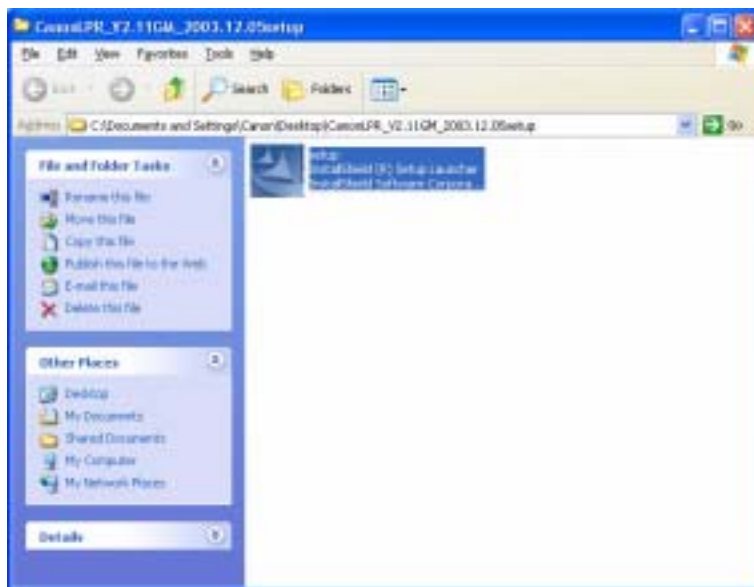 CanonLPR_V2.11GM_2003.12.05setup
File Edit View Favorites Tools Help
Back Search Folders
Address C:\Documents and Settings\Canon\Desktop\CanonLPR_V2.11GM_2003.12.05setup Go
File and Folder Tasks
Rename this file
Move this file
Copy this file
Publish this file to the Web
E-mail this file
Delete this file
Other Places
Desktop
My Documents
Shared Documents
My Computer
My Network Places
Details
setup
InstallShield (R) Setup Launcher
InstallShield Software Corpora...